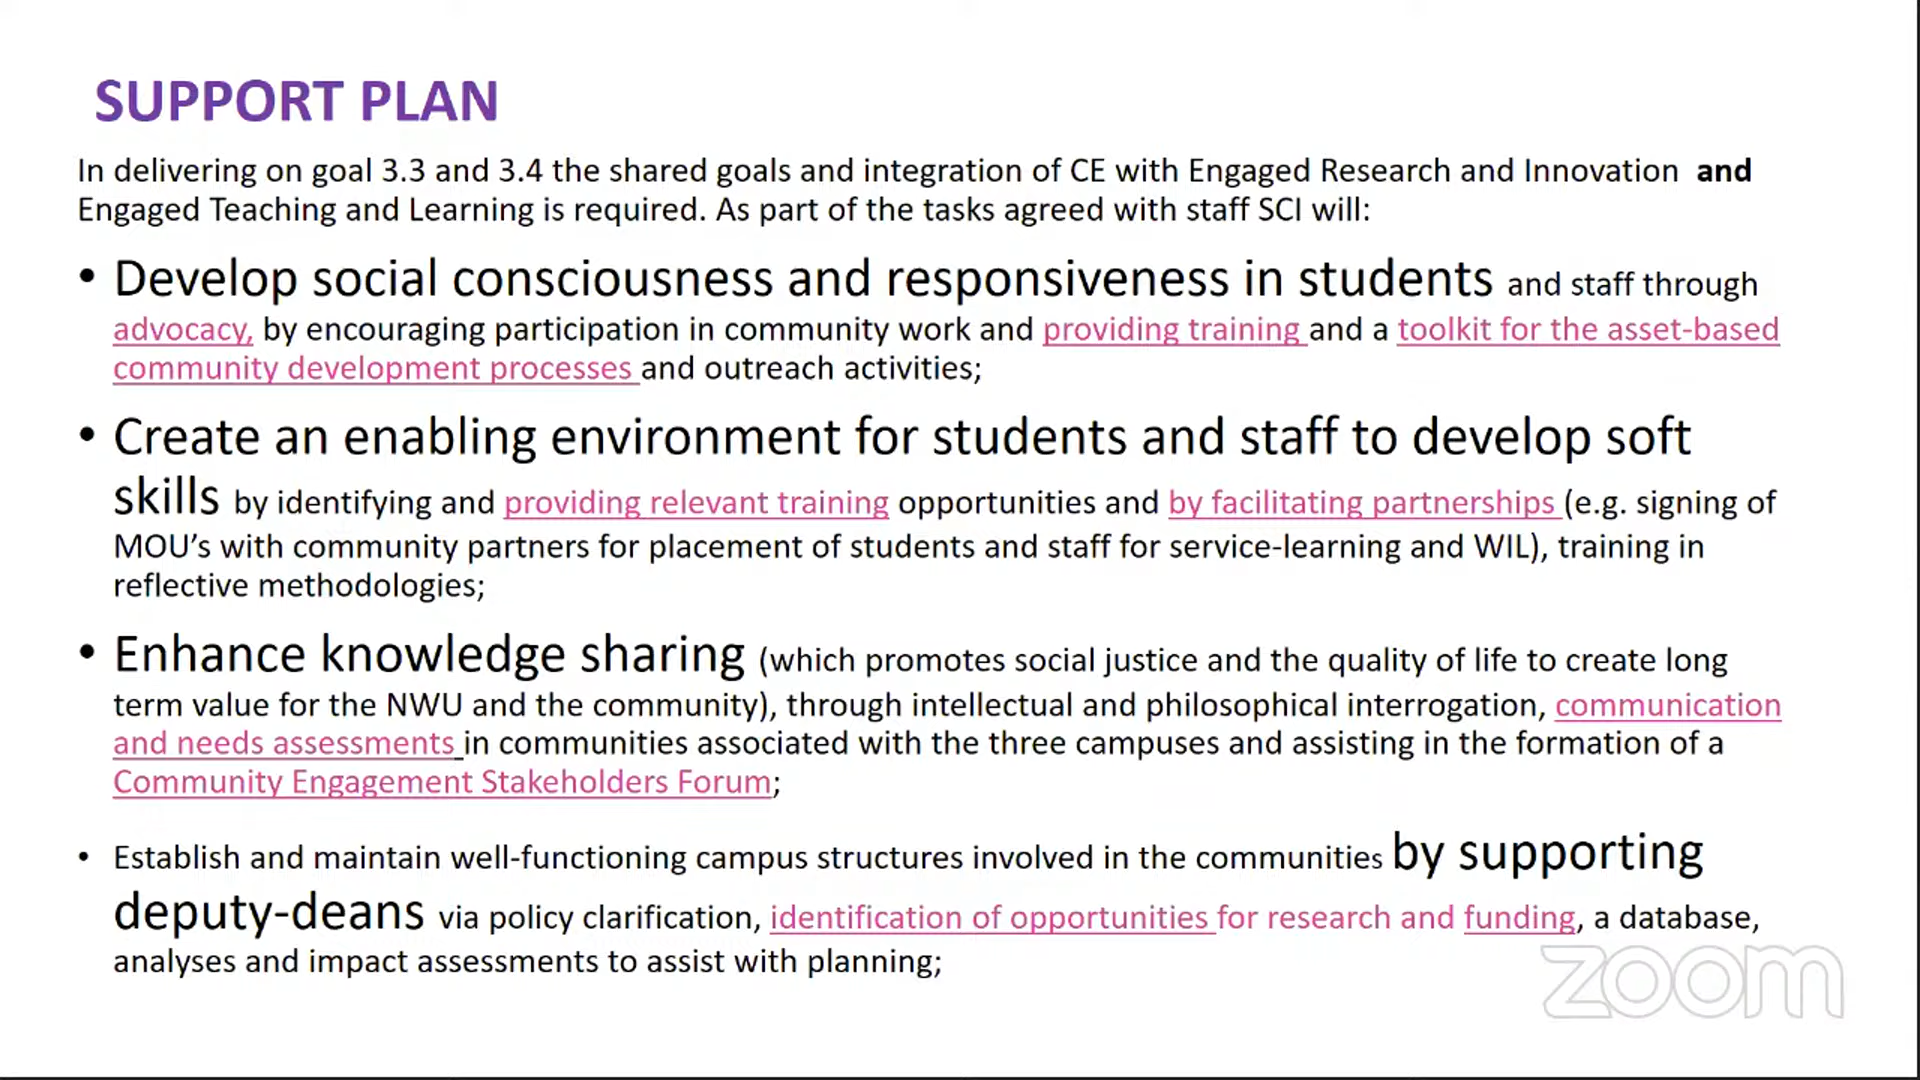 SUPPORT PLAN
In delivering on goal 3.3 and 3.4 the shared goals and integration of CE with Engaged Research and Innovation and
Engaged Teaching and Learning is required. As part of the tasks agreed with staff SCI will:
• Develop social consciousness and responsiveness in students and staff through
advocacy, by encouraging participation in community work and providing training and a toolkit for the asset-based
community development processes and outreach activities;
• Create an enabling environment for students and staff to develop soft
skills by identifying and providing relevant training opportunities and by facilitating partnerships (e.g. signing of
MOU’s with community partners for placement of students and staff for service-learning and WIL), training in
reflective methodologies;
• Enhance knowledge sharing (which promotes social justice and the quality of life to create long
term value for the NWU and the community), through intellectual and philosophical interrogation, communication
and needs assessments in communities associated with the three campuses and assisting in the formation of a
Community Engagement Stakeholders Forum;
• Establish and maintain well-functioning campus structures involved in the communities by supporting
deputy-deans via policy clarification, identification of opportunities for research and funding, a database,
analyses and impact assessments to assist with planning;
zoom